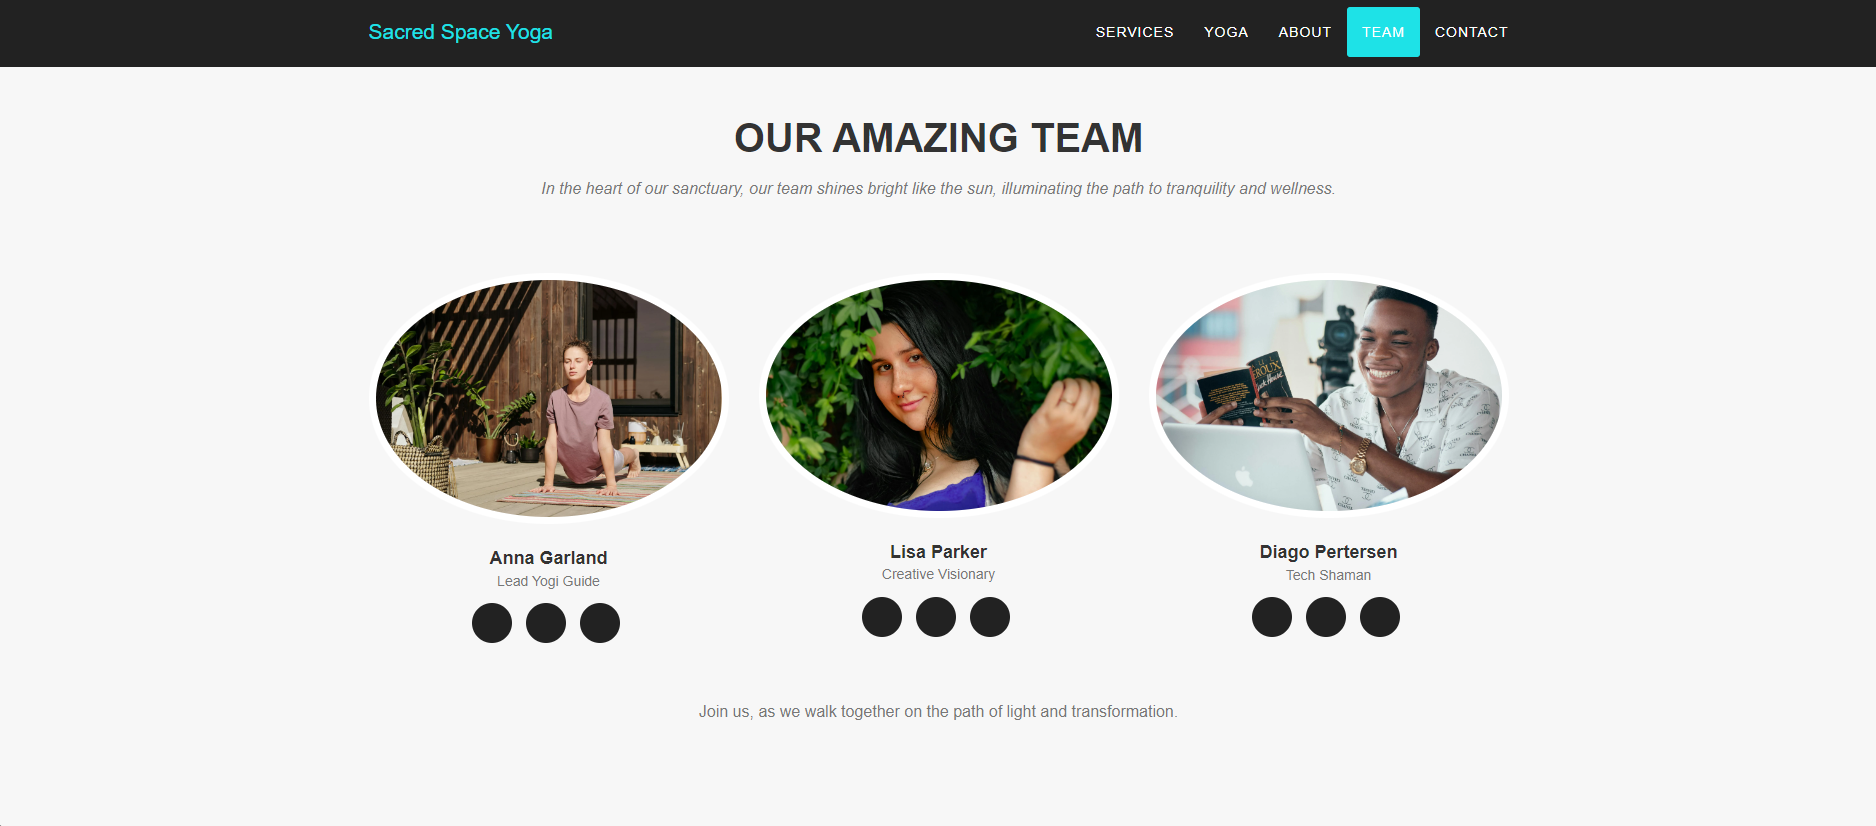 Sacred Space Yoga
SERVICES YOGA ABOUT TEAM CONTACT
OUR AMAZING TEAM
In the heart of our sanctuary, our team shines bright like the sun, illuminating the path to tranquility and wellness.
Anna Garland
Lead Yogi Guide
Lisa Parker
Creative Visionary
Diago Pertersen
Tech Shaman
Join us, as we walk together on the path of light and transformation.